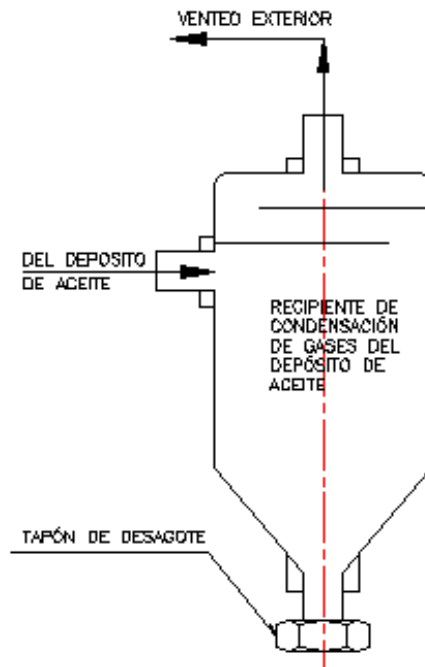 VENTEO EXTERIOR
DEL DEPOSITO
DE ACEITE
RECIPIENTE DE
CONDENSACIÓN
DE GASES DEL
DEPÓSITO DE
ACEITE
TAPÓN DE DESAGOTE